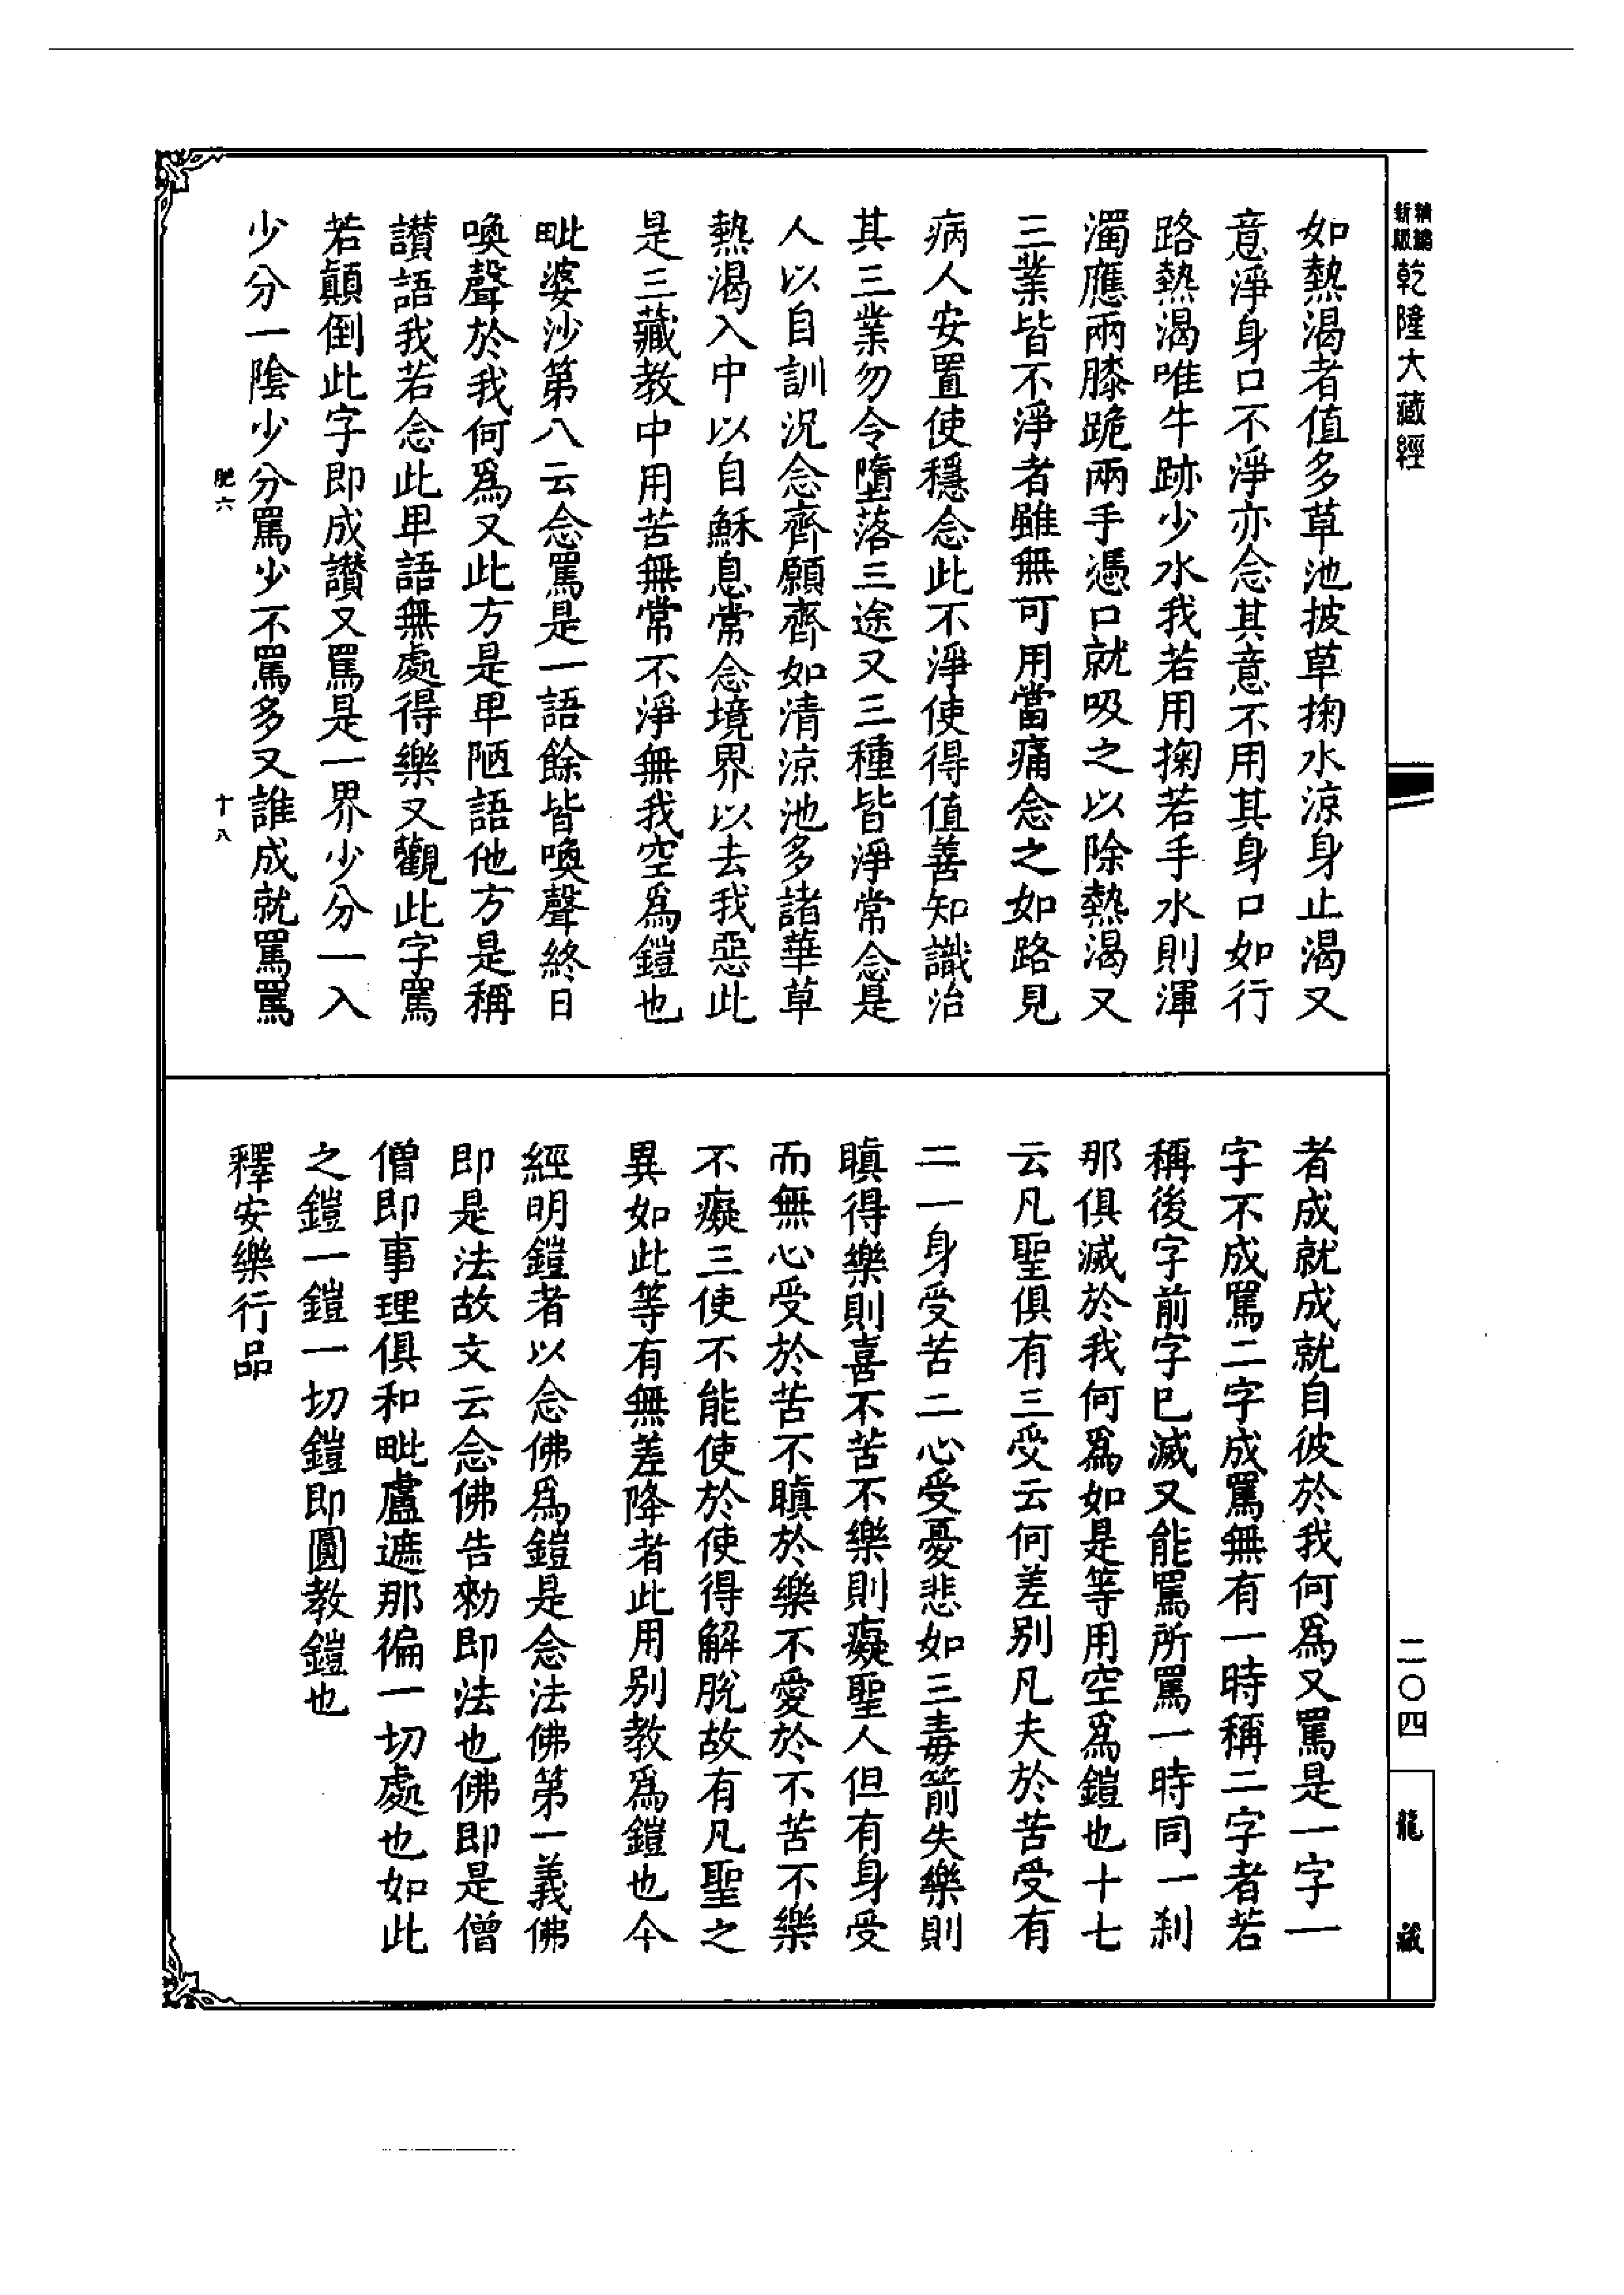 新編
新版
乾隆大藏經
如熱渴者值多草池披草掬水涼身止渴又
意淨身口不淨亦念其意不用其身口如行
路熱渴唯牛跡少水我若用掬若手水則渾
濁應兩膝跪兩手憑口就吸之以除熱渴又
三業皆不淨者雖無可用當痛念之如路見
病人安置使穩念此不淨使得值善知識治
其三業勿令墮落三途又三種皆淨常念是
人以自訓況念齊願齊如清涼池多諸華草
熱渴入中以自穌息常念境界以去我惡此
是三藏教中用苦無常不淨無我空爲鎧也
毗婆沙第八云念罵是一語餘皆喚聲終日
喚聲於我何爲又此方是卑陋語他方是稱
讃語我若念此卑語無處得樂又觀此字罵
若顛倒此字即成讃又罵是一界少分一入
少分一陰少分罵少不罵多又誰成就罵罵
肥六
十八
者成就成就自彼於我何爲又罵是一字一
字不成罵二字成罵無有一時稱二字者若
稱後字前字已滅又能罵所罵一時同一刹
那俱滅於我何爲如是等用空爲鎧也十七
云凡聖俱有三受云何差别凡夫於苦受有
二一身受苦二心受憂悲如三毒箭失樂則
瞋得樂則喜不苦不樂則癡聖人但有身受
而無心受於苦不瞋於樂不愛於不苦不樂
不癡三使不能使於使得解脫故有凡聖之
異如此等有無差降者此用别教爲鎧也今
經明鎧者以念佛爲鎧是念法佛第一義佛
即是法故文云念佛告勑即法也佛即是僧
僧即事理俱和毗盧遮那徧一切處也如此
之鎧一鎧一切鎧即圓教鎧也
釋安樂行品
二〇四
龍藏